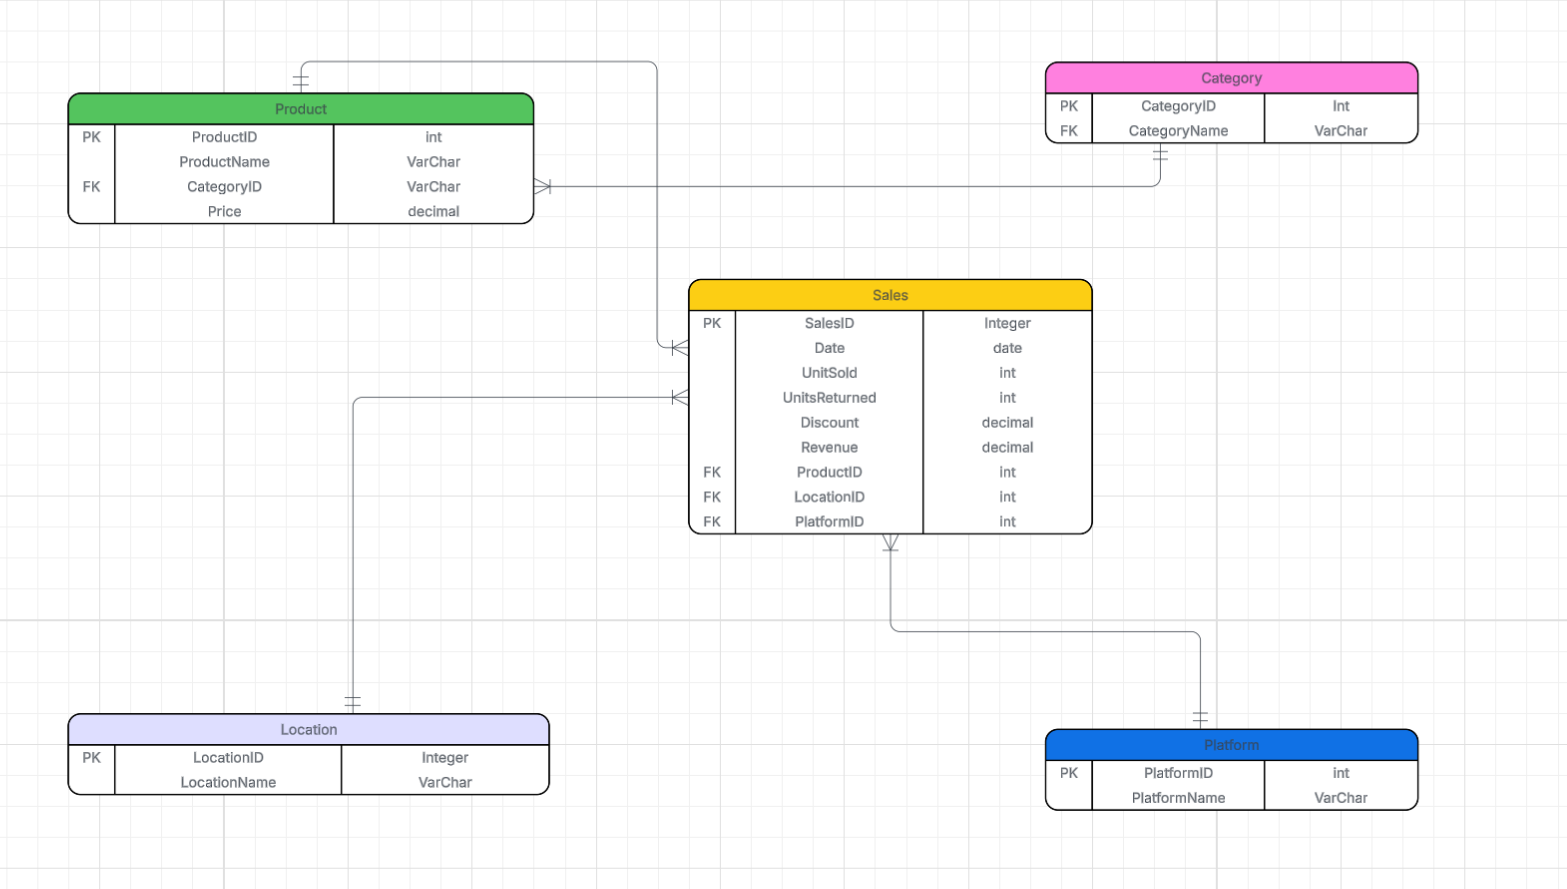 Product
PK ProductID int
ProductName VarChar
FK CategoryID VarChar
Price decimal
Category
PK CategoryID Int
FK CategoryName VarChar
Sales
PK SalesID Integer
Date date
UnitSold int
UnitsReturned int
Discount decimal
Revenue decimal
FK ProductID int
FK LocationID int
FK PlatformID int
Location
PK LocationID Integer
LocationName VarChar
Platform
PK PlatformID int
PlatformName VarChar